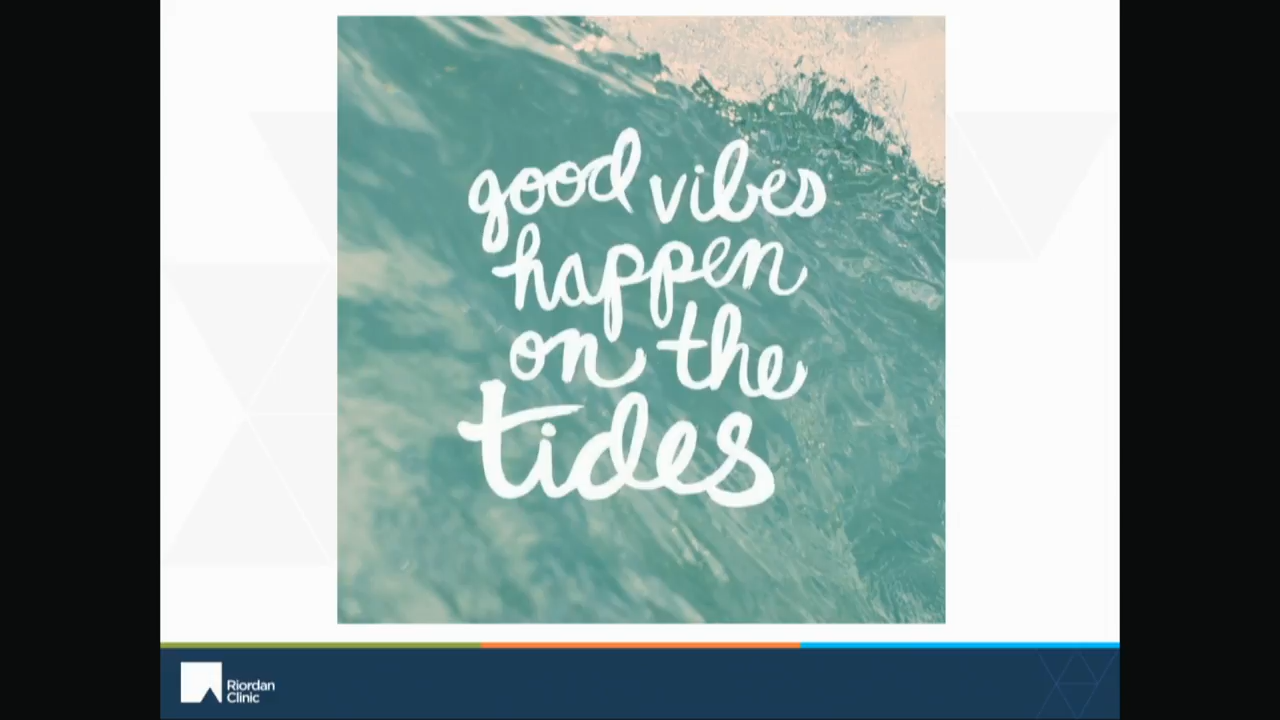 good vibes
happen
on the
tides
Riordan
Clinic